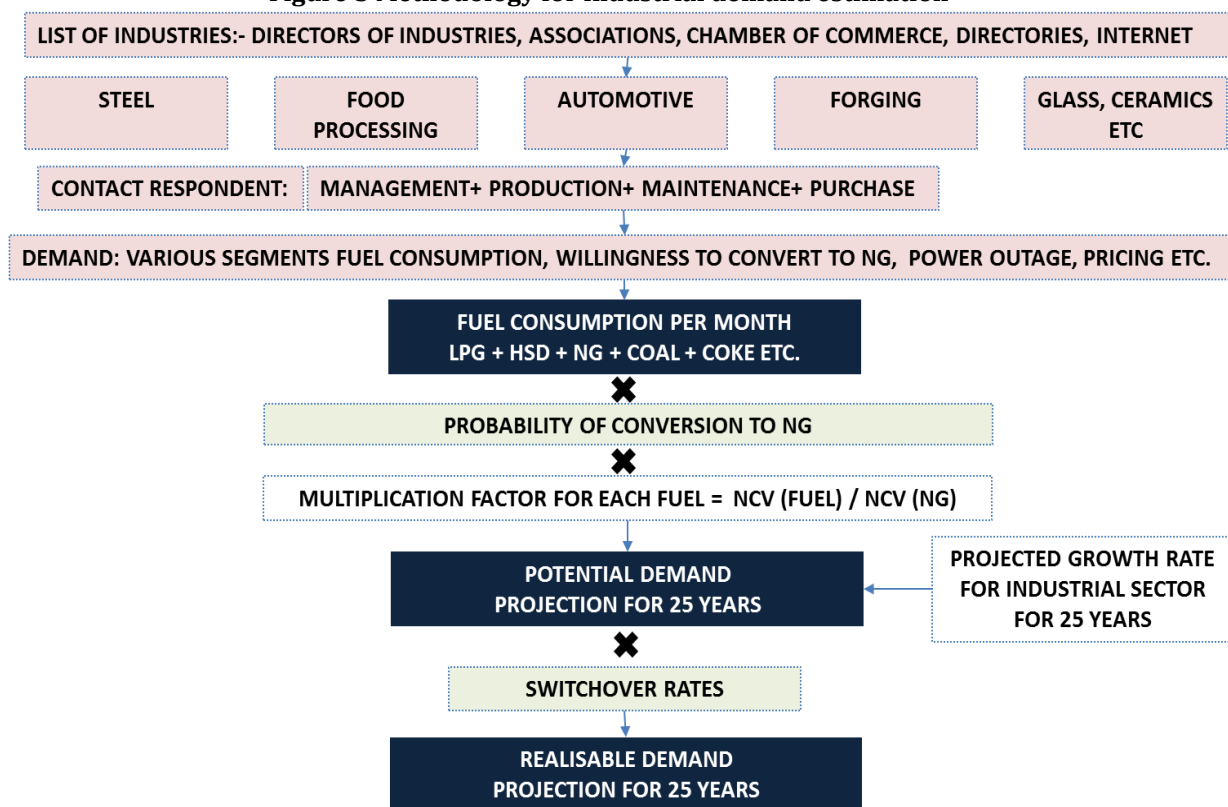 LIST OF INDUSTRIES:- DIRECTORS OF INDUSTRIES, ASSOCIATIONS, CHAMBER OF COMMERCE, DIRECTORIES, INTERNET
STEEL
FOOD
PROCESSING
AUTOMOTIVE
FORGING
GLASS, CERAMICS
ETC
CONTACT RESPONDENT:
MANAGEMENT+ PRODUCTION+ MAINTENANCE+ PURCHASE
DEMAND: VARIOUS SEGMENTS FUEL CONSUMPTION, WILLINGNESS TO CONVERT TO NG, POWER OUTAGE, PRICING ETC.
FUEL CONSUMPTION PER MONTH
LPG + HSD + NG + COAL + COKE ETC.
PROBABILITY OF CONVERSION TO NG
MULTIPLICATION FACTOR FOR EACH FUEL = NCV (FUEL) / NCV (NG)
POTENTIAL DEMAND
PROJECTION FOR 25 YEARS
PROJECTED GROWTH RATE
FOR INDUSTRIAL SECTOR
FOR 25 YEARS
SWITCHOVER RATES
REALISABLE DEMAND
PROJECTION FOR 25 YEARS